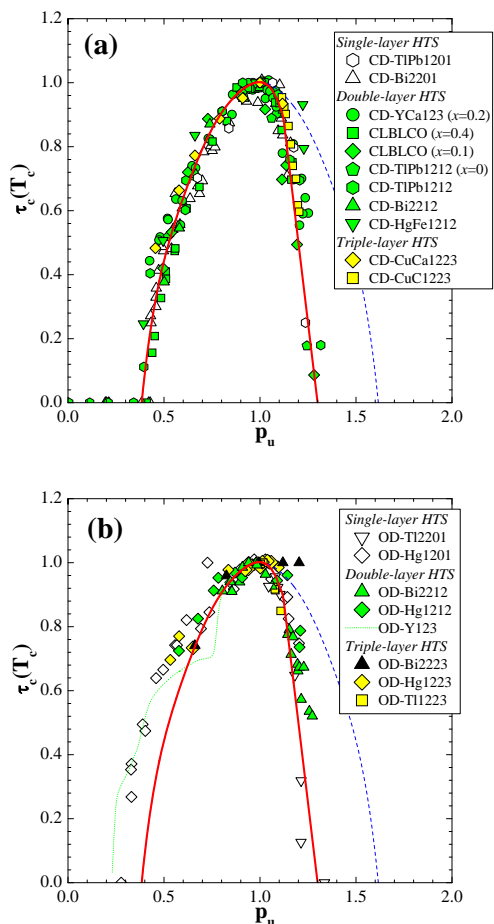 (a)
Single-layer HTS
CD-TlPb1201
CD-Bi2201
Double-layer HTS
CD-YCa123 (x=0.2)
CLBLCO (x=0.4)
CLBLCO (x=0.1)
CD-TlPb1212 (x=0)
CD-TlPb1212
CD-Bi2212
CD-HgFe1212
Triple-layer HTS
CD-CuCa1223
CD-CuC1223
1.2
1.0
0.8
0.6
0.4
0.2
0.0
τc(Tc)
0.0 0.5 1.0 1.5 2.0
pu
(b)
Single-layer HTS
OD-Tl2201
OD-Hg1201
Double-layer HTS
OD-Bi2212
OD-Hg1212
OD-Y123
Triple-layer HTS
OD-Bi2223
OD-Hg1223
OD-Tl1223
1.2
1.0
0.8
0.6
0.4
0.2
0.0
τc(Tc)
0.0 0.5 1.0 1.5 2.0
pu